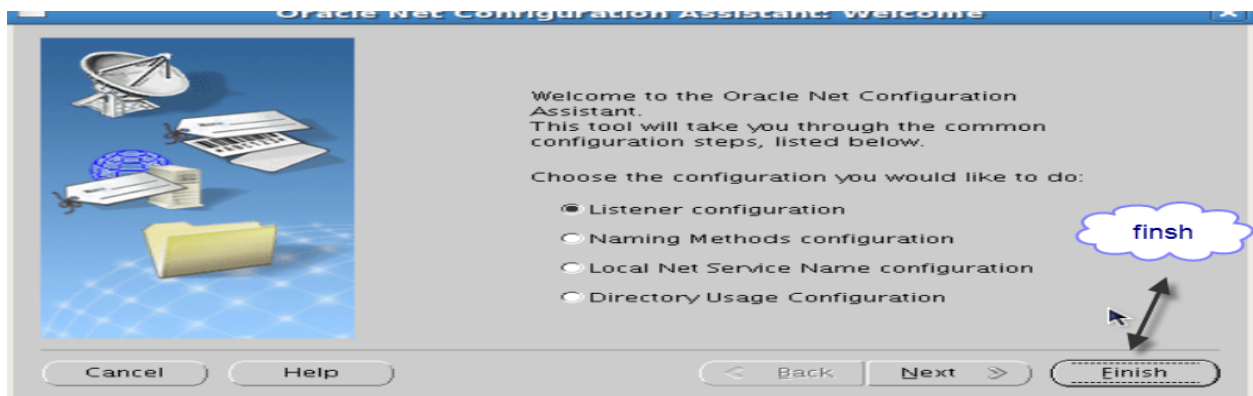 Oracle Net Configuration Assistant: Welcome
Welcome to the Oracle Net Configuration
Assistant.
This tool will take you through the common
configuration steps, listed below.
Choose the configuration you would like to do:
Listener configuration
Naming Methods configuration
Local Net Service Name configuration
Directory Usage Configuration
finsh
Cancel
Help
Back
Next
Finish